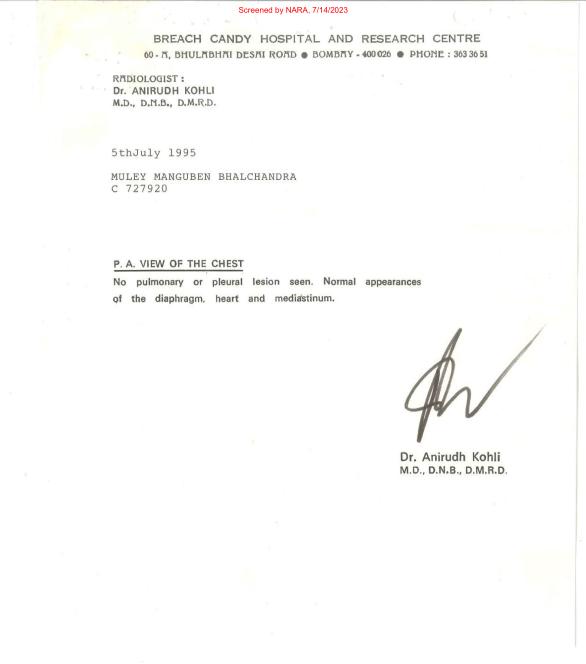 Screened by NARA, 7/14/2023
BREACH CANDY HOSPITAL AND RESEARCH CENTRE
60 - A, BHULABHAI DESAI ROAD ● BOMBAY - 400 026 ● PHONE : 363 36 51
RADIOLOGIST :
Dr. ANIRUDH KOHLI
M.D., D.N.B., D.M.R.D.
5thJuly 1995
MULEY MANGUBEN BHALCHANDRA
C 727920
P. A. VIEW OF THE CHEST
No pulmonary or pleural lesion seen. Normal appearances
of the diaphragm, heart and mediastinum.
Dr. Anirudh Kohli
M.D., D.N.B., D.M.R.D.